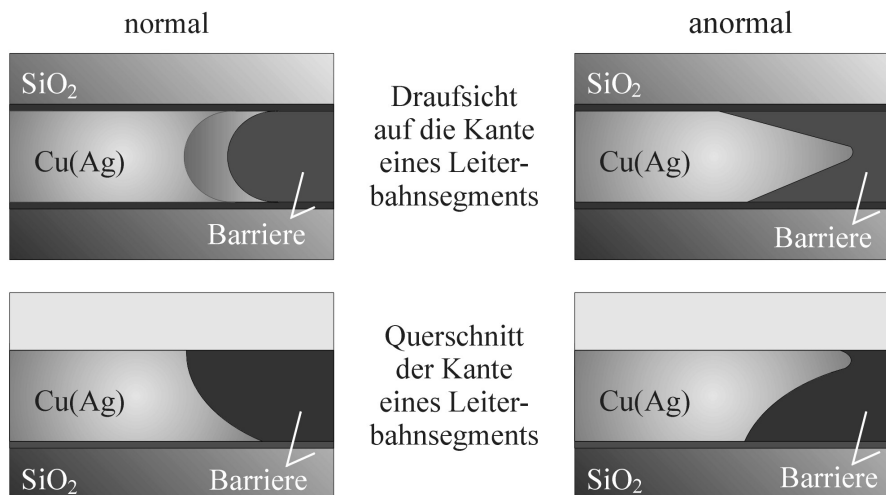 normal
anormal
SiO₂
Cu(Ag)
Barriere
Draufsicht
auf die Kante
eines Leiter-
bahnsegments
SiO₂
Cu(Ag)
Barriere
Cu(Ag)
SiO₂
Barriere
Querschnitt
der Kante
eines Leiter-
bahnsegments
Cu(Ag)
SiO₂
Barriere